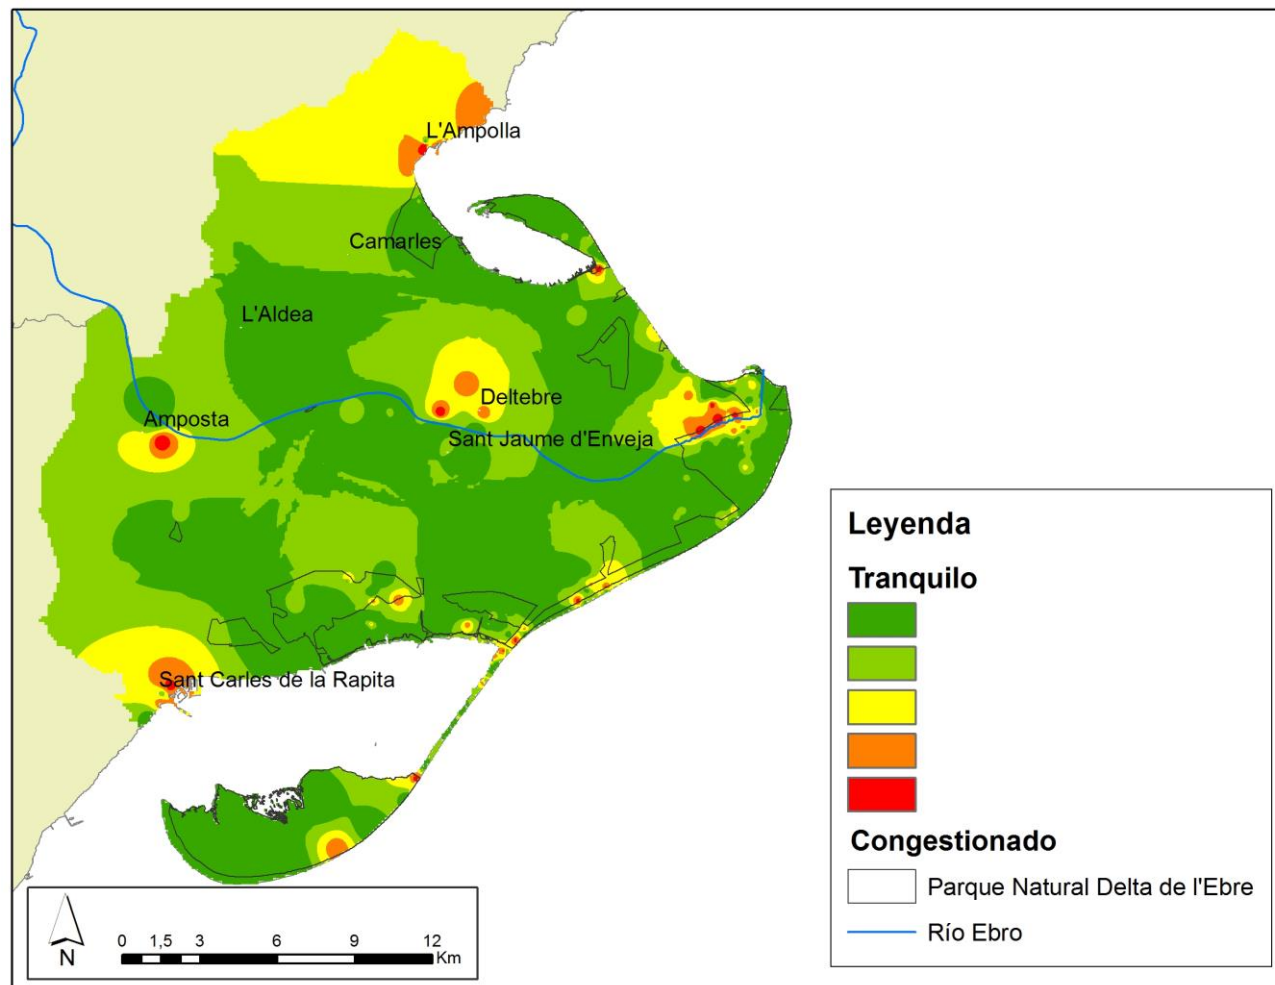 L'Ampolla
Camarles
L'Aldea
Deltebre
Amposta
Sant Jaume d'Enveja
Sant Carles de la Rapita
Leyenda
Tranquilo
Congestionado
Parque Natural Delta de l'Ebre
Río Ebro
N
0 1,5 3 6 9 12
Km